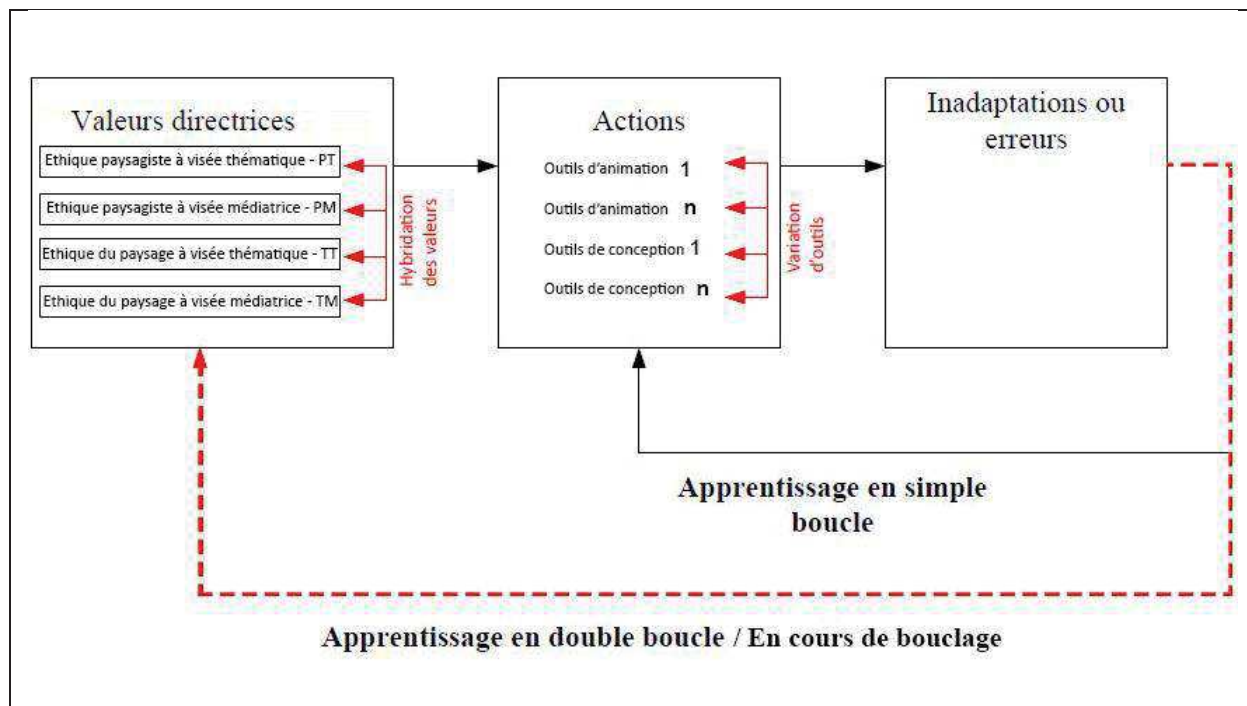 Valeurs directrices
Ethique paysagiste à visée thématique - PT
Ethique paysagiste à visée médiatrice - PM
Ethique du paysage à visée thématique - TT
Ethique du paysage à visée médiatrice - TM
Hybridation
des valeurs
Actions
Outils d'animation 1
Outils d'animation n
Outils de conception 1
Outils de conception n
Variation
d'outils
Inadaptations ou
erreurs
Apprentissage en simple
boucle
Apprentissage en double boucle / En cours de bouclage